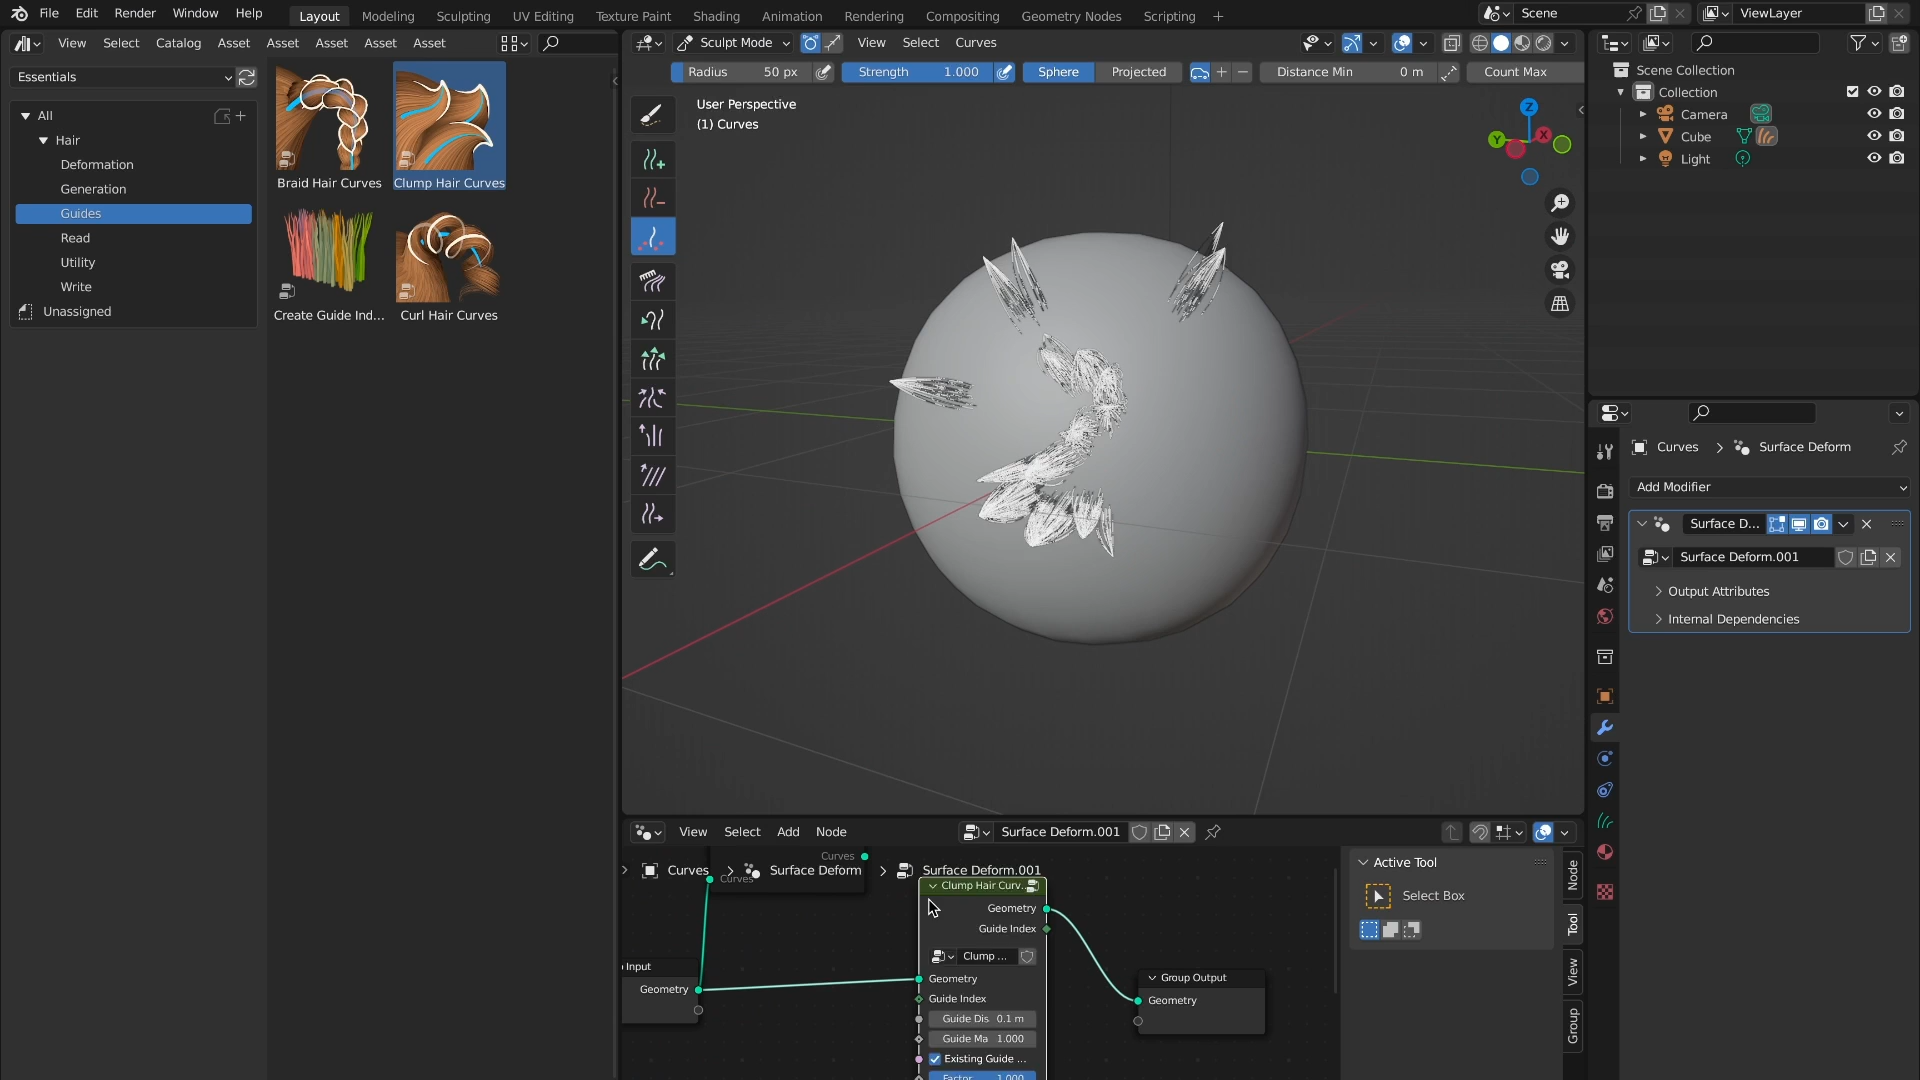 File Edit Render Window Help Layout Modeling Sculpting UV Editing Texture Paint Shading Animation Rendering Compositing Geometry Nodes Scripting + Scene ViewLayer
View Select Catalog Asset Asset Asset Asset Asset
Essentials
All
Hair
Deformation
Generation
Guides
Read
Utility
Write
Unassigned
Braid Hair Curves Clump Hair Curves
Create Guide Ind... Curl Hair Curves
Sculpt Mode View Select Curves
Radius 50 px Strength 1.000 Sphere Projected Distance Min 0 m Count Max
User Perspective
(1) Curves
Z
Y X
View Select Add Node Surface Deform.001
Curves
Curves Surface Deform Surface Deform.001
Curves
Clump Hair Curv...
Geometry
Guide Index
Clump ...
Geometry
Guide Index
Guide Dis 0.1 m
Guide Ma 1.000
Existing Guide ...
Factor 1.000
Input
Geometry
Group Output
Geometry
Active Tool
Select Box
Node
Tool
View
Group
Scene Collection
Collection
Camera
Cube
Light
Curves Surface Deform
Add Modifier
Surface D...
Surface Deform.001
Output Attributes
Internal Dependencies